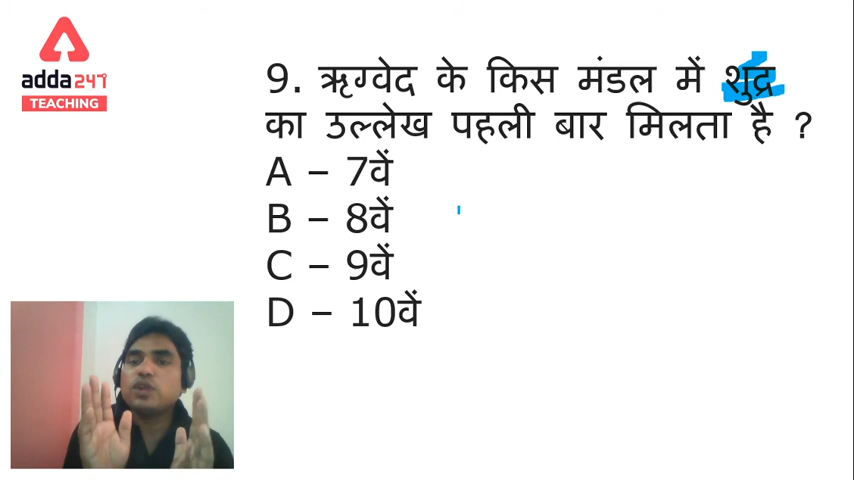 adda247
TEACHING
9. ऋग्वेद के किस मंडल में शुद्र
का उल्लेख पहली बार मिलता है ?
A – 7वें
B – 8वें
C – 9वें
D – 10वें